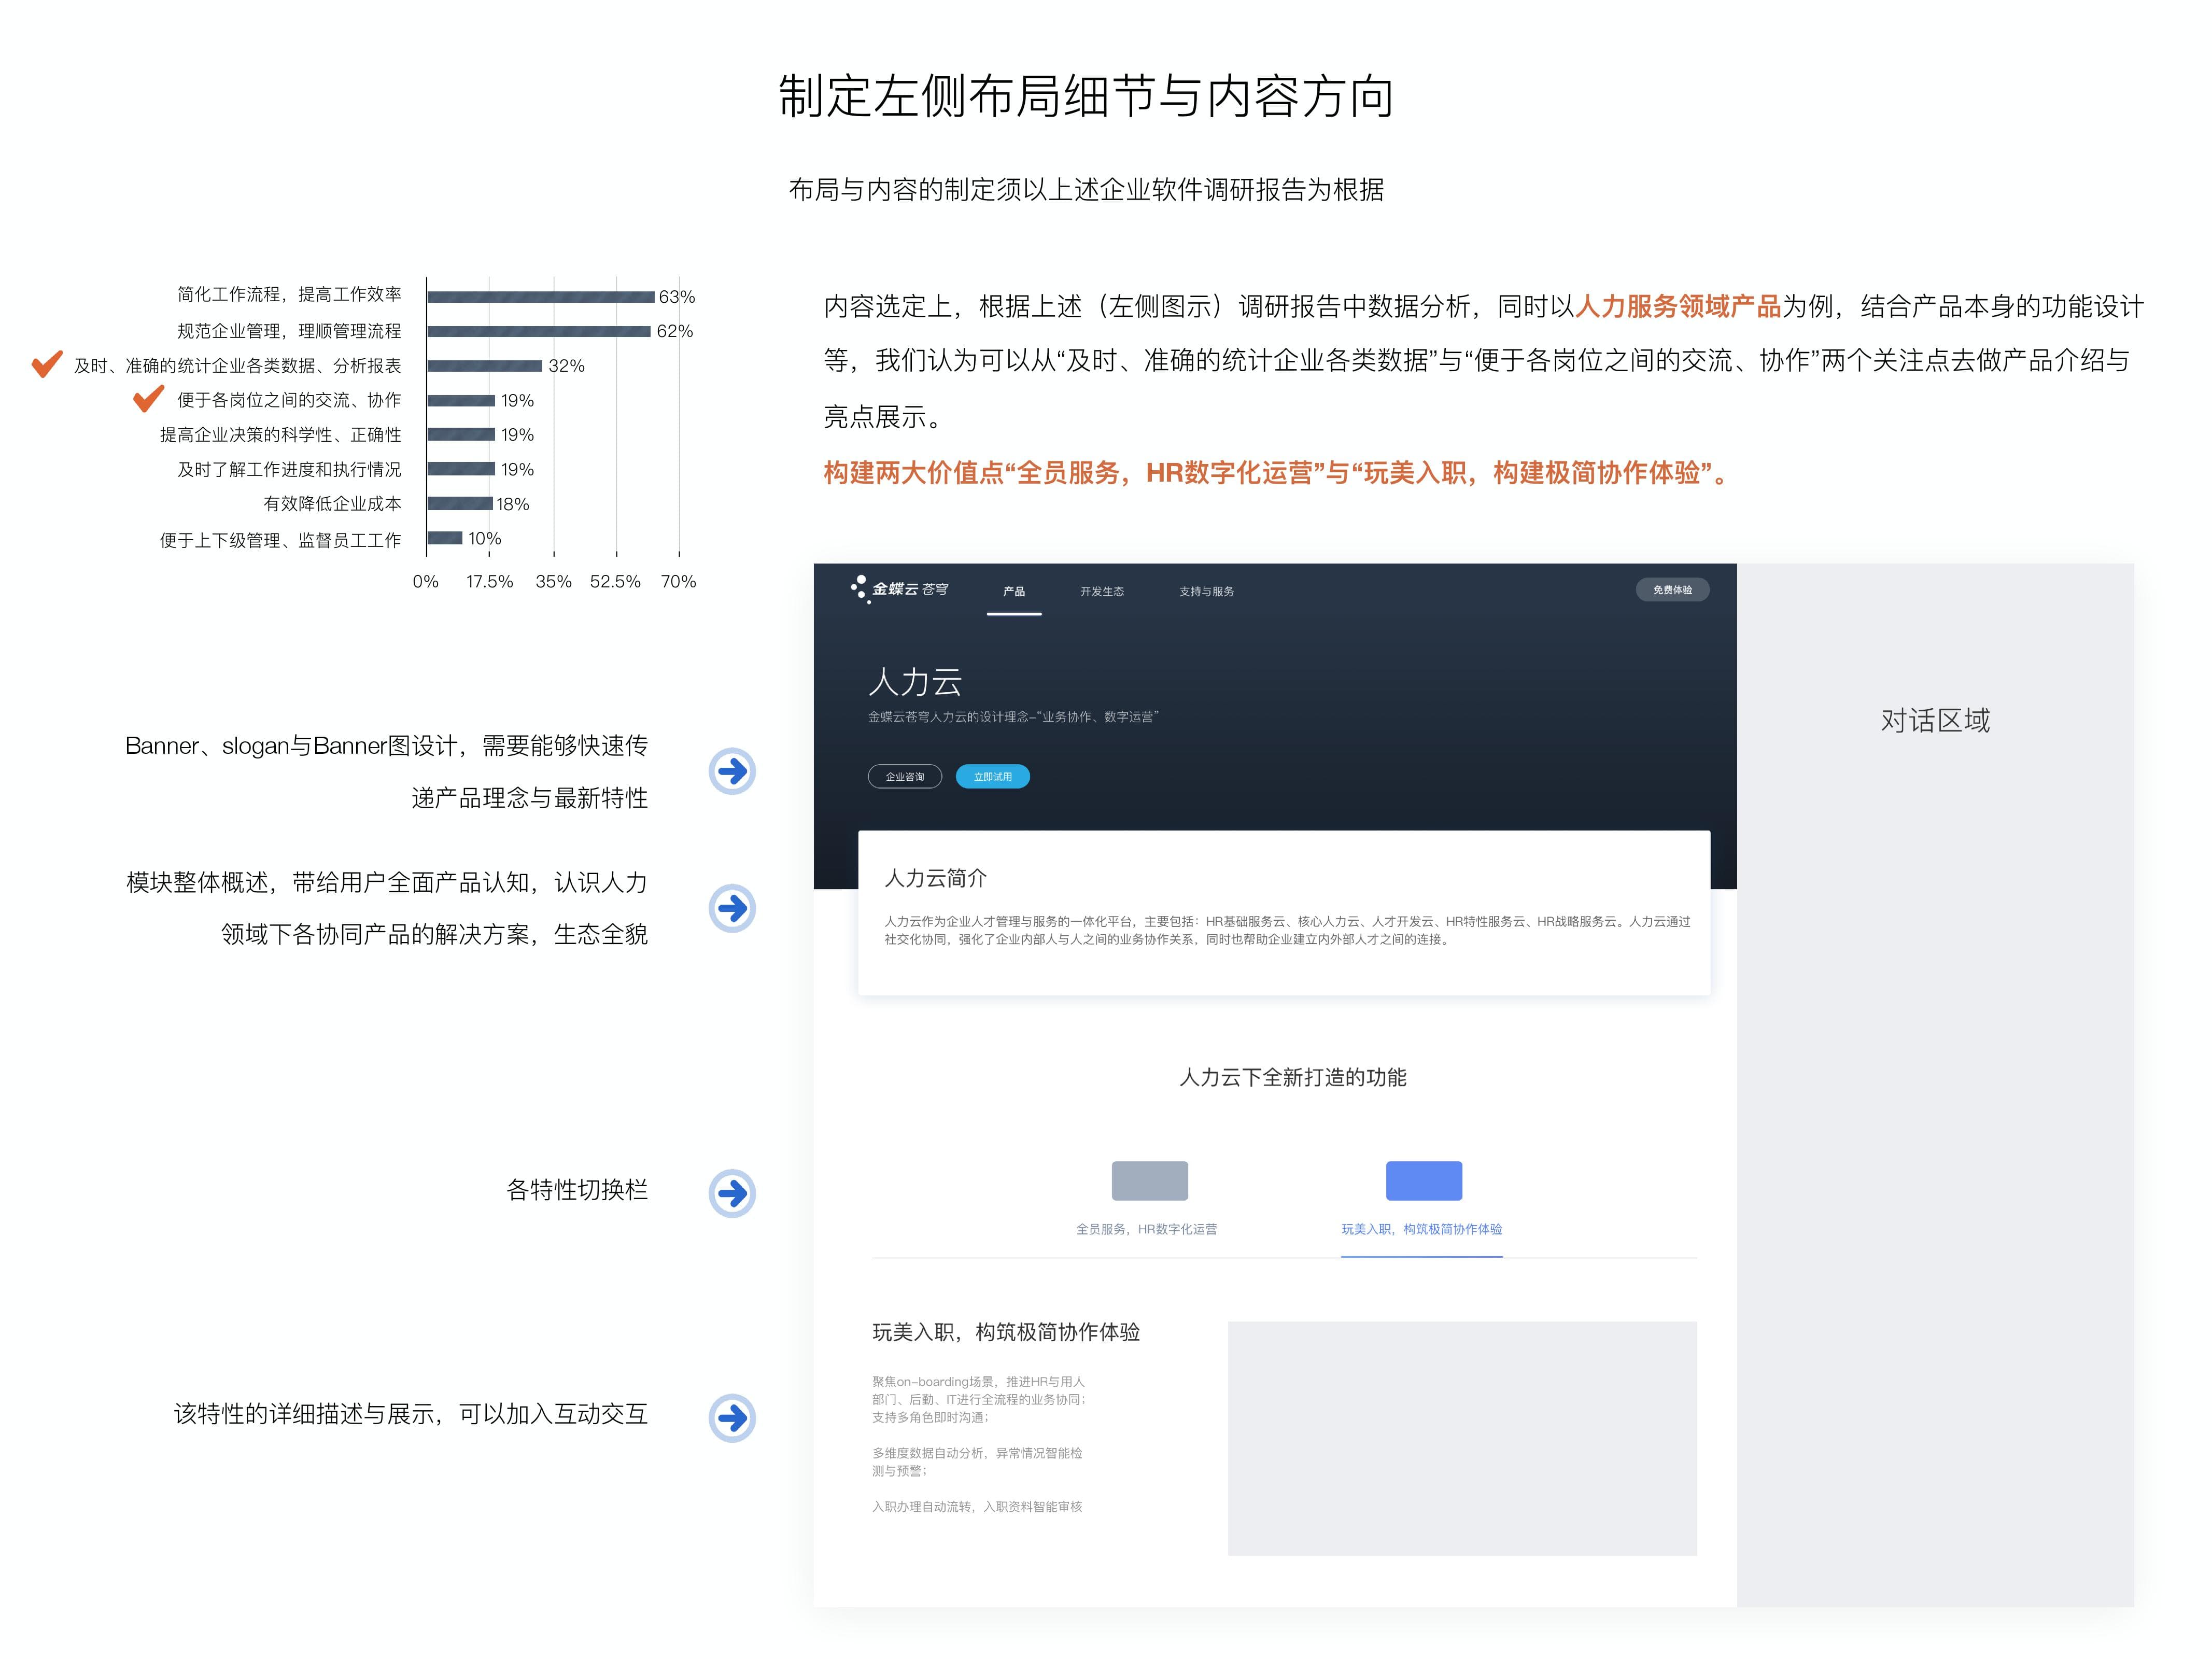 制定左侧布局细节与内容方向
布局与内容的制定须以上述企业软件调研报告为根据
简化工作流程，提高工作效率
63%
规范企业管理，理顺管理流程
62%
及时、准确的统计企业各类数据、分析报表
32%
便于各岗位之间的交流、协作
19%
提高企业决策的科学性、正确性
19%
及时了解工作进度和执行情况
19%
有效降低企业成本
18%
便于上下级管理、监督员工工作
10%
0% 17.5% 35% 52.5% 70%
内容选定上，根据上述（左侧图示）调研报告中数据分析，同时以人力服务领域产品为例，结合产品本身的功能设计
等，我们认为可以从“及时、准确的统计企业各类数据”与“便于各岗位之间的交流、协作”两个关注点去做产品介绍与
亮点展示。
构建两大价值点“全员服务，HR数字化运营”与“玩美入职，构建极简协作体验”。
Banner、slogan与Banner图设计，需要能够快速传
递产品理念与最新特性
模块整体概述，带给用户全面产品认知，认识人力
领域下各协同产品的解决方案，生态全貌
各特性切换栏
该特性的详细描述与展示，可以加入互动交互
金蝶云 苍穹
产品
开发生态
支持与服务
免费体验
人力云
金蝶云苍穹人力云的设计理念-“业务协作、数字运营”
企业咨询
立即试用
人力云简介
人力云作为企业人才管理与服务的一体化平台，主要包括：HR基础服务云、核心人力云、人才开发云、HR特性服务云、HR战略服务云。人力云通过
社交化协同，强化了企业内部人与人之间的业务协作关系，同时也帮助企业建立内外部人才之间的连接。
人力云下全新打造的功能
全员服务，HR数字化运营
玩美入职，构筑极简协作体验
玩美入职，构筑极简协作体验
聚焦on-boarding场景，推进HR与用人
部门、后勤、IT进行全流程的业务协同；
支持多角色即时沟通；
多维度数据自动分析，异常情况智能检
测与预警；
入职办理自动流转，入职资料智能审核
对话区域